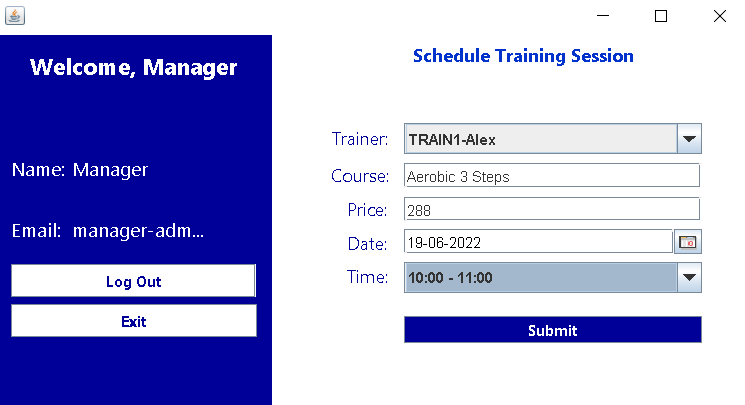 Welcome, Manager
Name: Manager
Email: manager-adm...
Log Out
Exit
Schedule Training Session
Trainer: TRAIN1-Alex
Course: Aerobic 3 Steps
Price: 288
Date: 19-06-2022
Time: 10:00 - 11:00
Submit